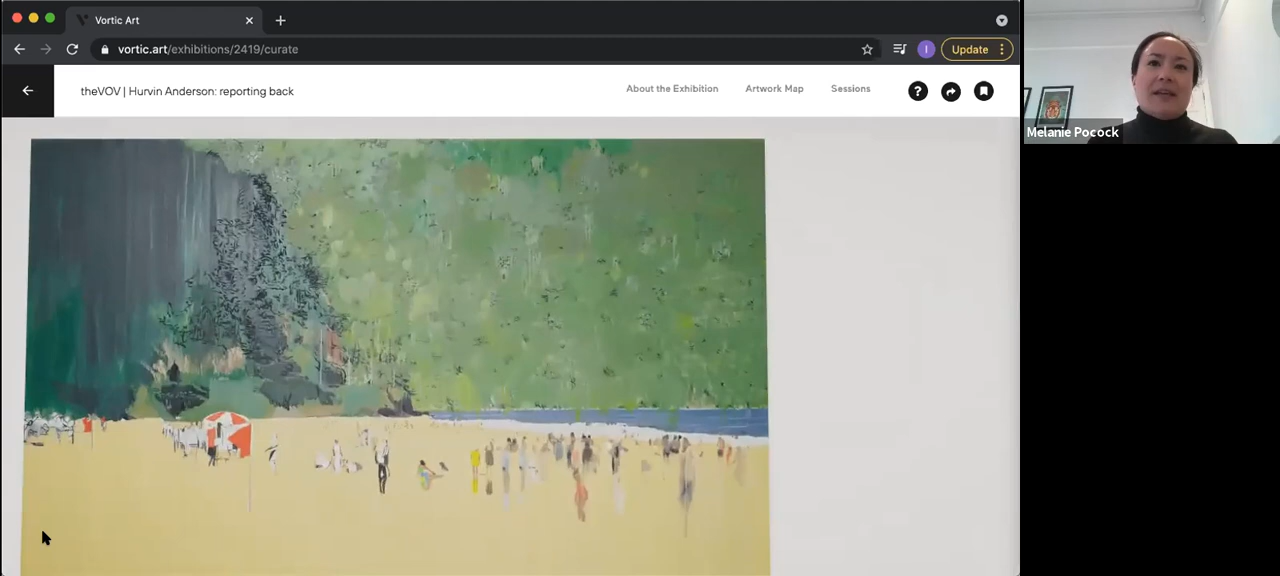 Vortic Art
vortic.art/exhibitions/2419/curate
I
Update
theVOV | Hurvin Anderson: reporting back
About the Exhibition
Artwork Map
Sessions
?
Melanie Pocock